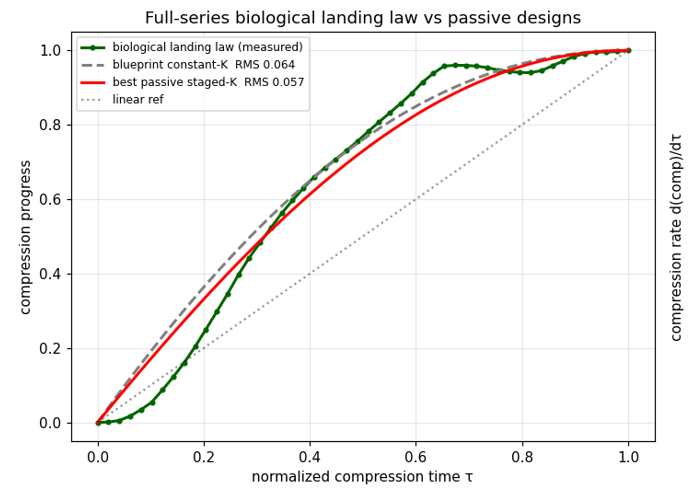 Full-series biological landing law vs passive designs
biological landing law (measured)
blueprint constant-K  RMS 0.064
best passive staged-K  RMS 0.057
linear ref
compression progress
1.0
0.8
0.6
0.4
0.2
0.0
0.0 0.2 0.4 0.6 0.8 1.0
normalized compression time τ
compression rate d(comp)/dτ